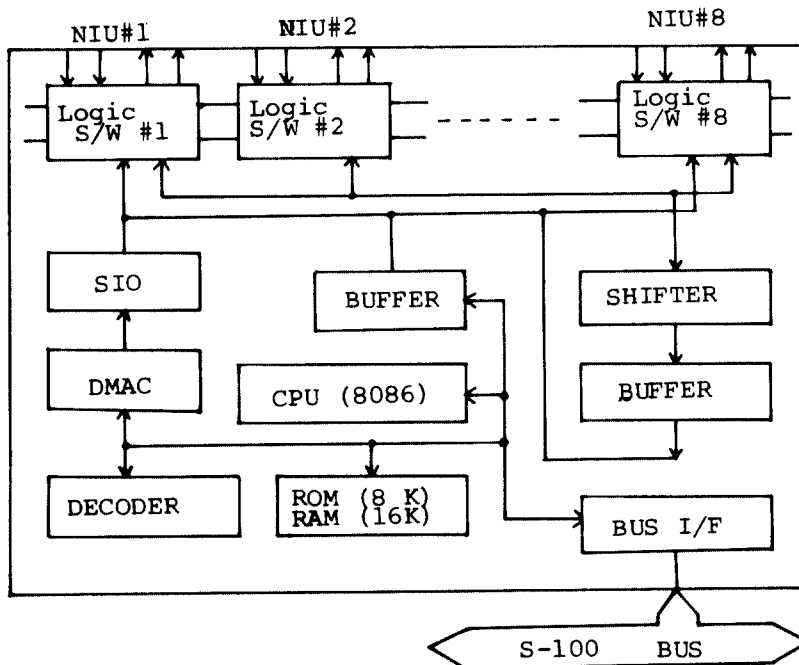 NIU#1
NIU#2
NIU#8
Logic
S/W #1
Logic
S/W #2
Logic
S/W #8
SIO
BUFFER
SHIFTER
DMAC
CPU (8086)
BUFFER
DECODER
ROM (8 K)
RAM (16K)
BUS I/F
S-100 BUS